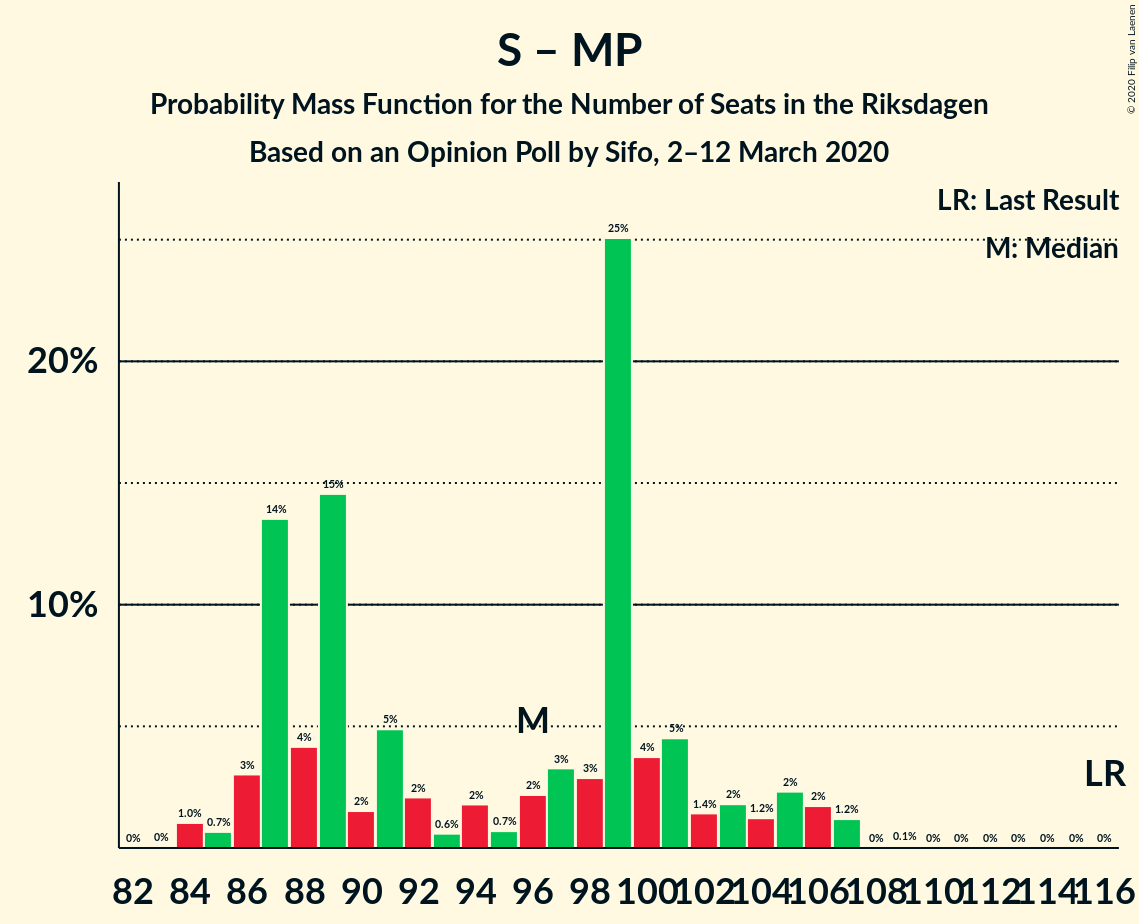 S – MP
Probability Mass Function for the Number of Seats in the Riksdagen
Based on an Opinion Poll by Sifo, 2–12 March 2020
© 2020 Filip van Laenen
LR: Last Result
M: Median
20%
10%
0% 0% 1.0% 0.7% 3% 14% 4% 15% 2% 5% 2% 0.6% 2% 0.7% 2% 3% 3% 25% 4% 5% 1.4% 2% 1.2% 2% 2% 1.2% 0% 0.1% 0% 0% 0% 0% 0% 0% 0%
M
LR
82 84 86 88 90 92 94 96 98 100 102 104 106 108 110 112 114 116